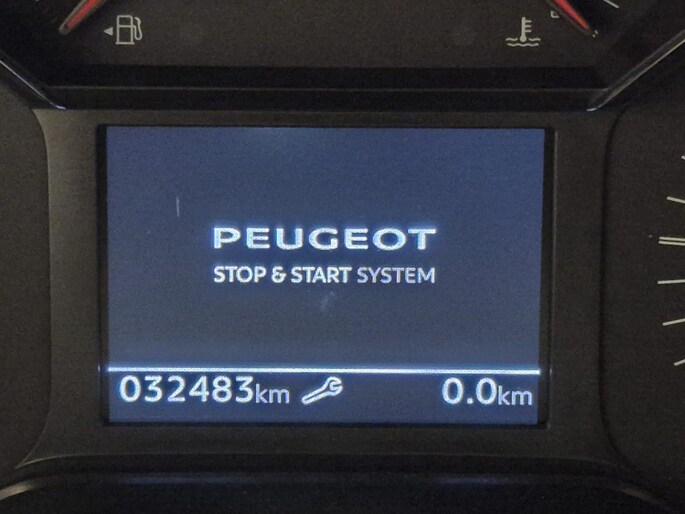 PEUGEOT
STOP & START SYSTEM
032483km 0.0km